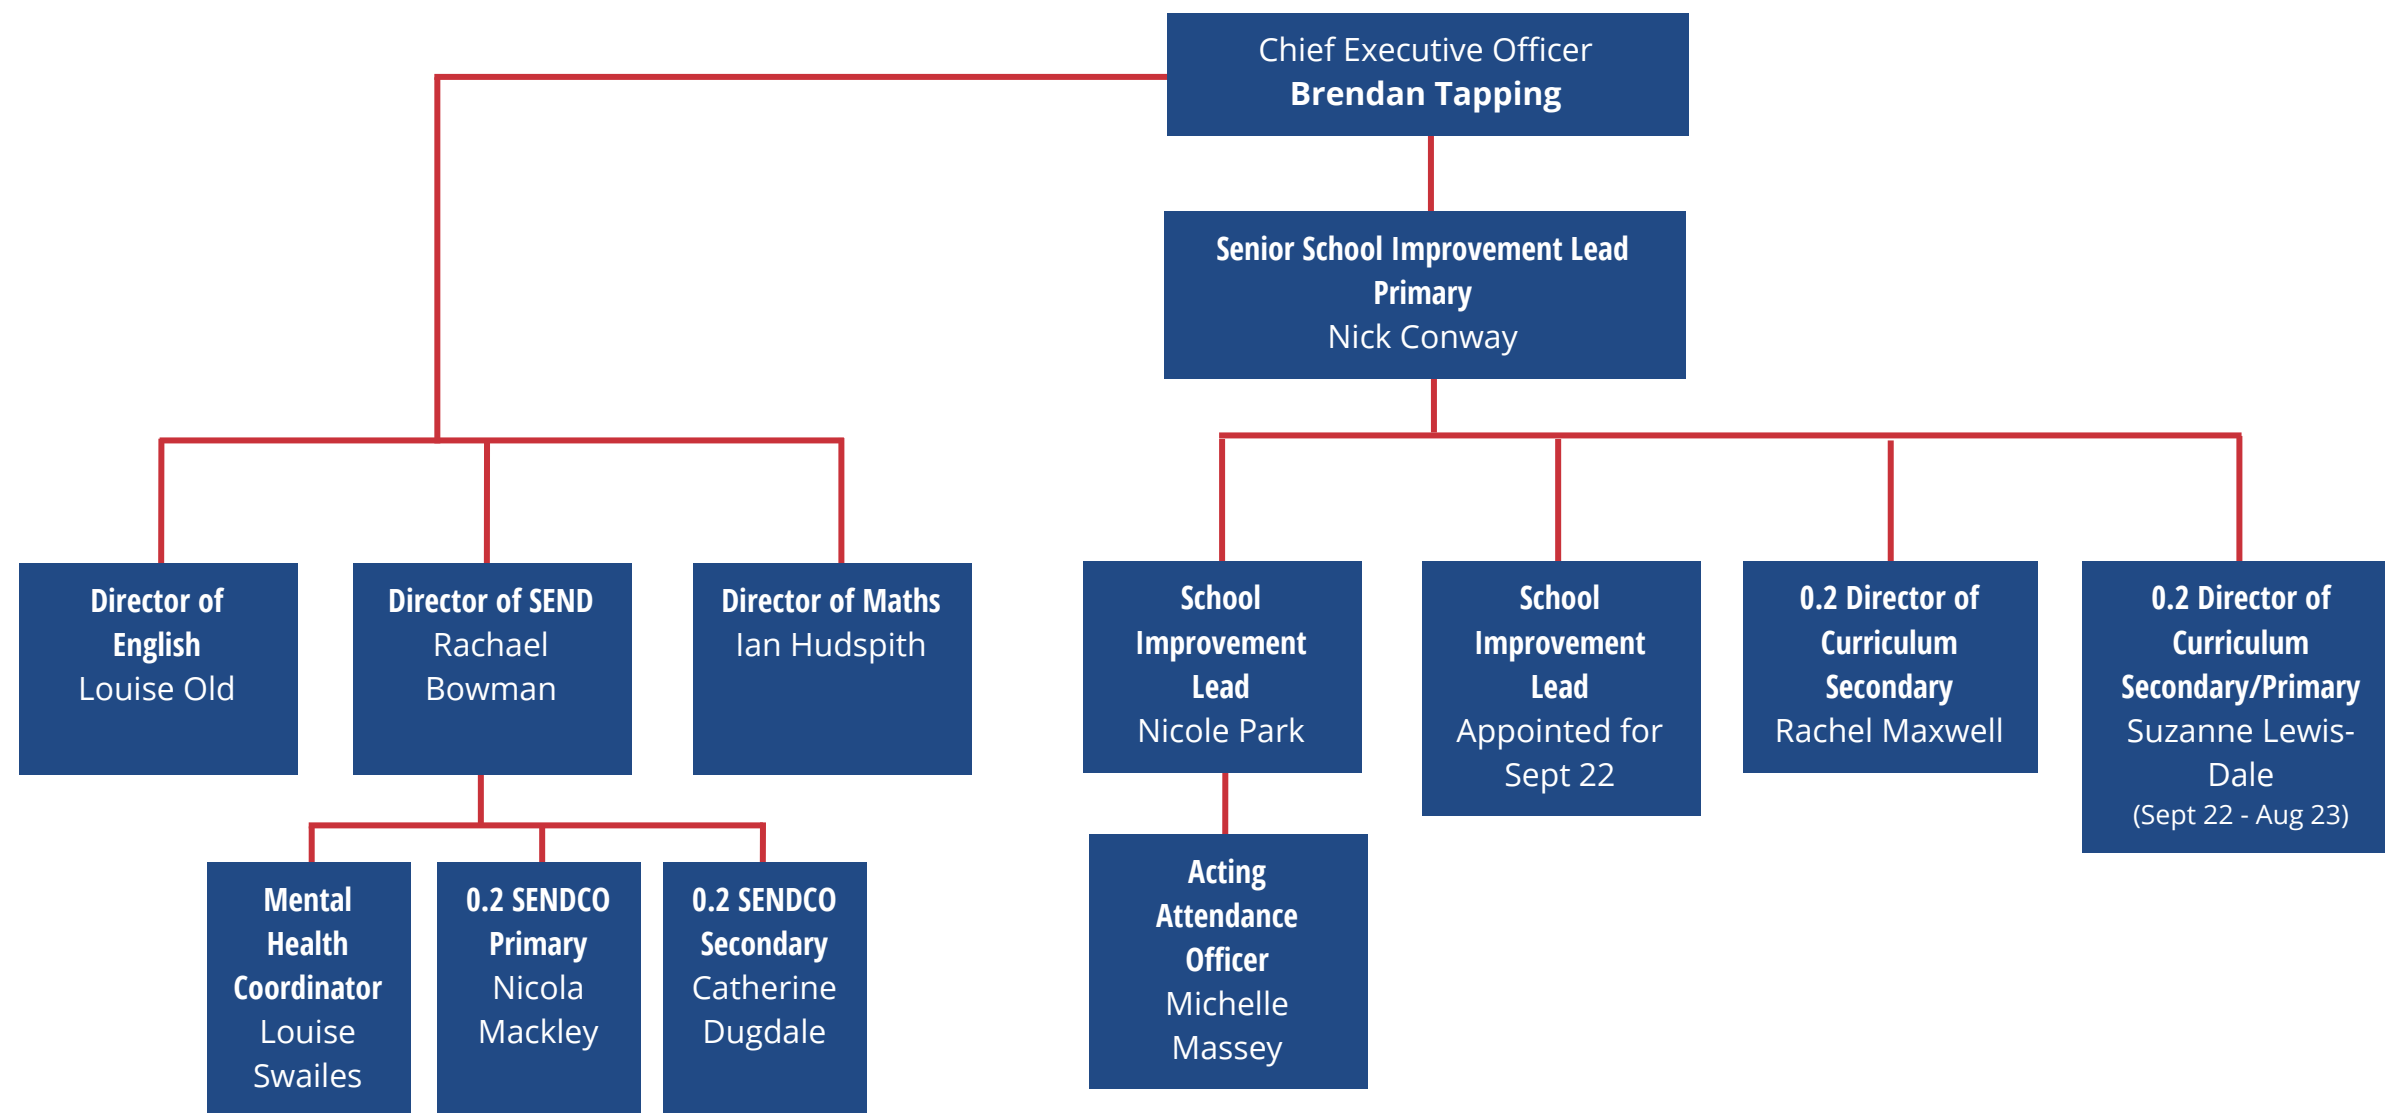 Chief Executive Officer
Brendan Tapping
Senior School Improvement Lead
Primary
Nick Conway
Director of
English
Louise Old
Director of SEND
Rachael
Bowman
Director of Maths
Ian Hudspith
School
Improvement
Lead
Nicole Park
School
Improvement
Lead
Appointed for
Sept 22
0.2 Director of
Curriculum
Secondary
Rachel Maxwell
0.2 Director of
Curriculum
Secondary/Primary
Suzanne Lewis-
Dale
(Sept 22 - Aug 23)
Mental
Health
Coordinator
Louise
Swailes
0.2 SENDCO
Primary
Nicola
Mackley
0.2 SENDCO
Secondary
Catherine
Dugdale
Acting
Attendance
Officer
Michelle
Massey